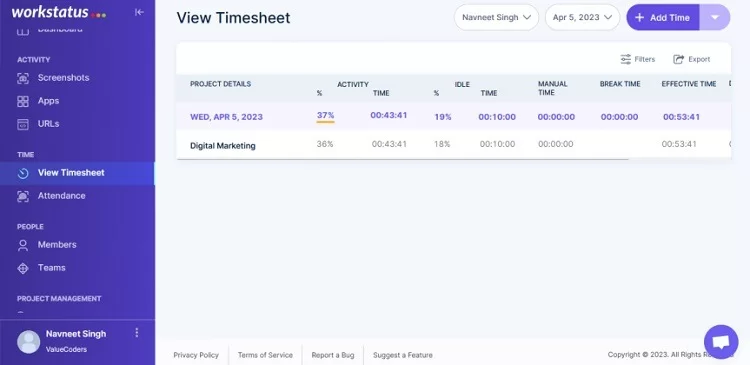 workstatus
View Timesheet
Navneet Singh
Apr 5, 2023
+ Add Time
Dashboard
ACTIVITY
Screenshots
Apps
URLs
TIME
View Timesheet
Attendance
PEOPLE
Members
Teams
PROJECT MANAGEMENT
Navneet Singh
ValueCoders
Filters
Export
PROJECT DETAILS
ACTIVITY
% TIME
IDLE
% TIME
MANUAL
TIME
BREAK TIME
EFFECTIVE TIME
WED, APR 5, 2023 37% 00:43:41 19% 00:10:00 00:00:00 00:00:00 00:53:41
Digital Marketing 36% 00:43:41 18% 00:10:00 00:00:00 00:53:41
Privacy Policy
Terms of Service
Report a Bug
Suggest a Feature
Copyright © 2023. All Rights